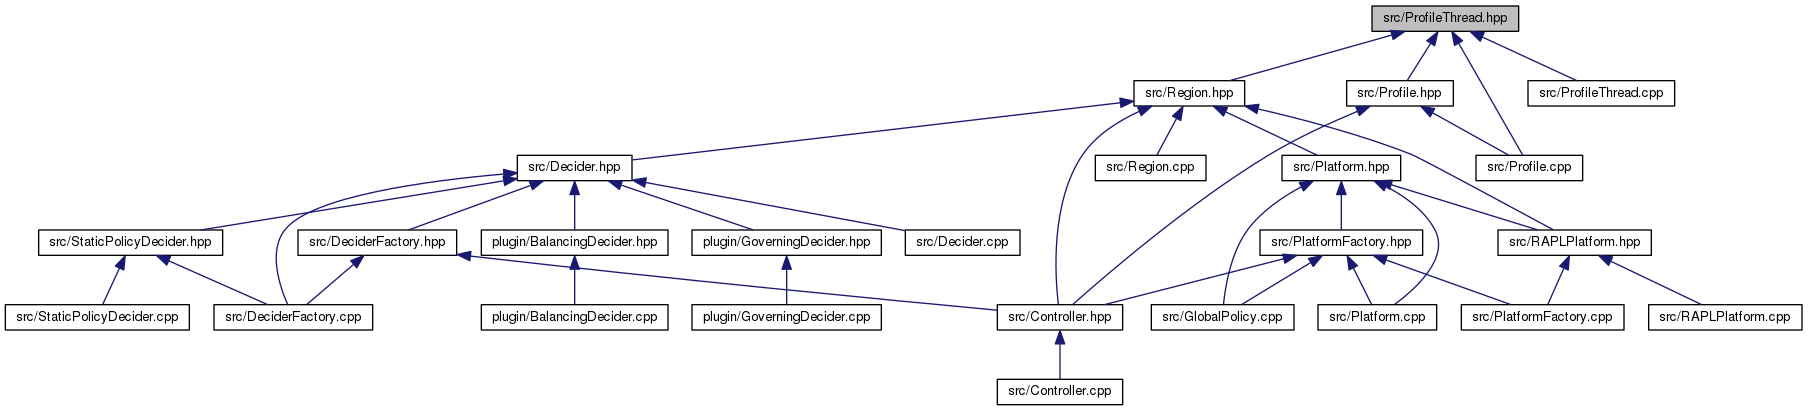 src/ProfileThread.hpp
src/Region.hpp
src/Profile.hpp
src/ProfileThread.cpp
src/Decider.hpp
src/Region.cpp
src/Platform.hpp
src/Profile.cpp
src/StaticPolicyDecider.hpp
src/DeciderFactory.hpp
plugin/BalancingDecider.hpp
plugin/GoverningDecider.hpp
src/Decider.cpp
src/PlatformFactory.hpp
src/RAPLPlatform.hpp
src/StaticPolicyDecider.cpp
src/DeciderFactory.cpp
plugin/BalancingDecider.cpp
plugin/GoverningDecider.cpp
src/Controller.hpp
src/GlobalPolicy.cpp
src/Platform.cpp
src/PlatformFactory.cpp
src/RAPLPlatform.cpp
src/Controller.cpp